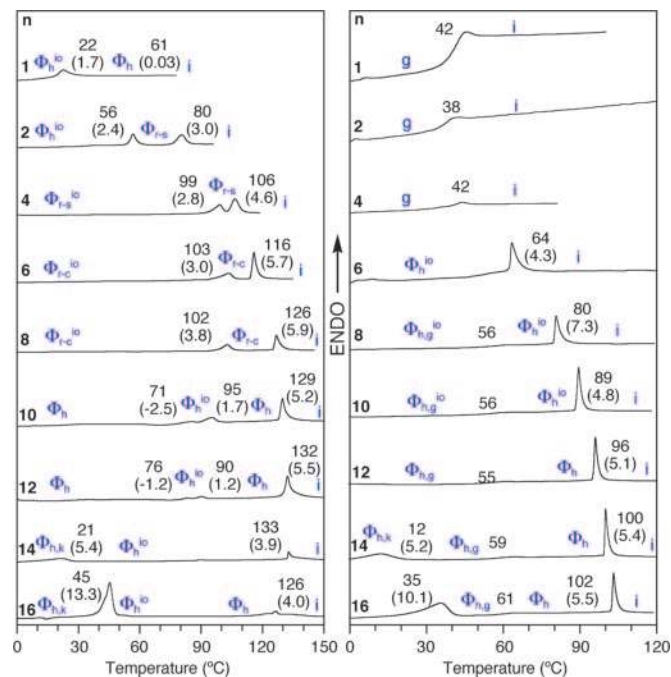 n
22 61
1 Φh^io (1.7) Φh (0.03) i
56 80
2 Φh^io (2.4) Φr-s (3.0) i
99 Φr-s 106
4 Φr-s^io (2.8) (4.6) i
103 Φr-c 116
6 Φr-c^io (3.0) (5.7) i
102 126
8 Φr-c^io (3.8) Φr-c (5.9) i
71 95 129
10 Φh (-2.5) Φh^io (1.7) Φh (5.2) i
76 90 132
12 Φh (-1.2) Φh^io (1.2) Φh (5.5) i
21 133
14 Φh,k (5.4) Φh^io (3.9) i
45 126
(13.3) Φh (4.0)
16 Φh,k Φh^io i
0 30 60 90 120 150
Temperature (ºC)
ENDO
n
42 i
1 g
38 i
2 g
42 i
4 g
64
6 Φh^io (4.3) i
80
8 Φh,g^io 56 Φh^io (7.3) i
89
10 Φh,g^io 56 Φh^io (4.8) i
96
12 Φh,g 55 Φh (5.1) i
Φh,k 12 100
14 (5.2) Φh,g 59 Φh (5.4) i
35 102
16 (10.1) Φh,g 61 Φh (5.5) i
0 20 40 60 80 100 120
Temperature (ºC)